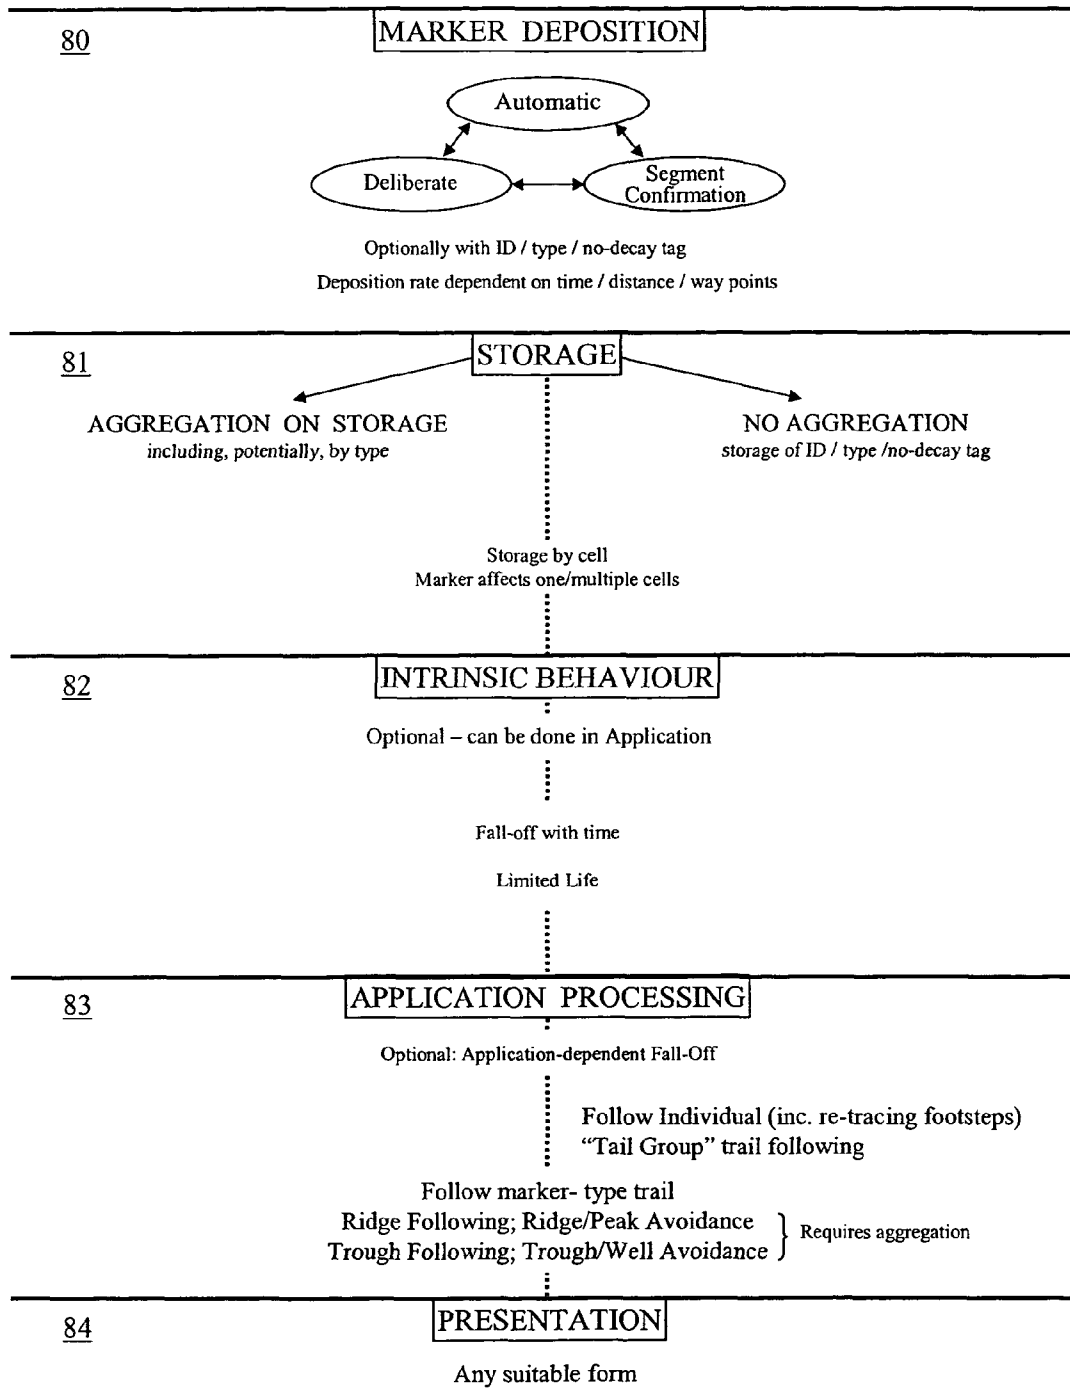 80
MARKER DEPOSITION
Automatic
Deliberate
Segment
Confirmation
Optionally with ID / type / no-decay tag
Deposition rate dependent on time / distance / way points
81
STORAGE
AGGREGATION ON STORAGE
including, potentially, by type
NO AGGREGATION
storage of ID / type /no-decay tag
Storage by cell
Marker affects one/multiple cells
82
INTRINSIC BEHAVIOUR
Optional – can be done in Application
Fall-off with time
Limited Life
83
APPLICATION PROCESSING
Optional: Application-dependent Fall-Off
Follow Individual (inc. re-tracing footsteps)
“Tail Group” trail following
Follow marker- type trail
Ridge Following; Ridge/Peak Avoidance
Trough Following; Trough/Well Avoidance
Requires aggregation
84
PRESENTATION
Any suitable form